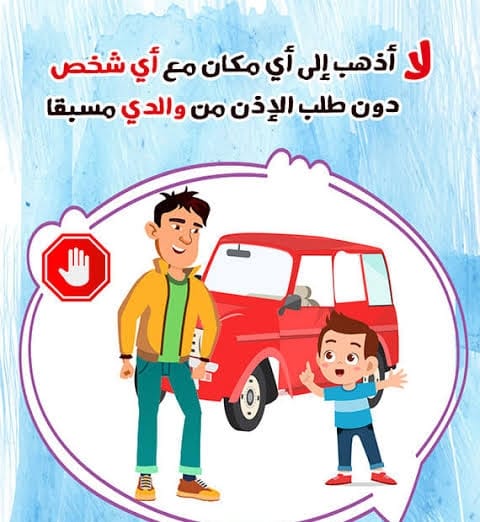 لا أذهب إلى أي مكان مع أي شخص
دون طلب الإذن من والدي مسبقا